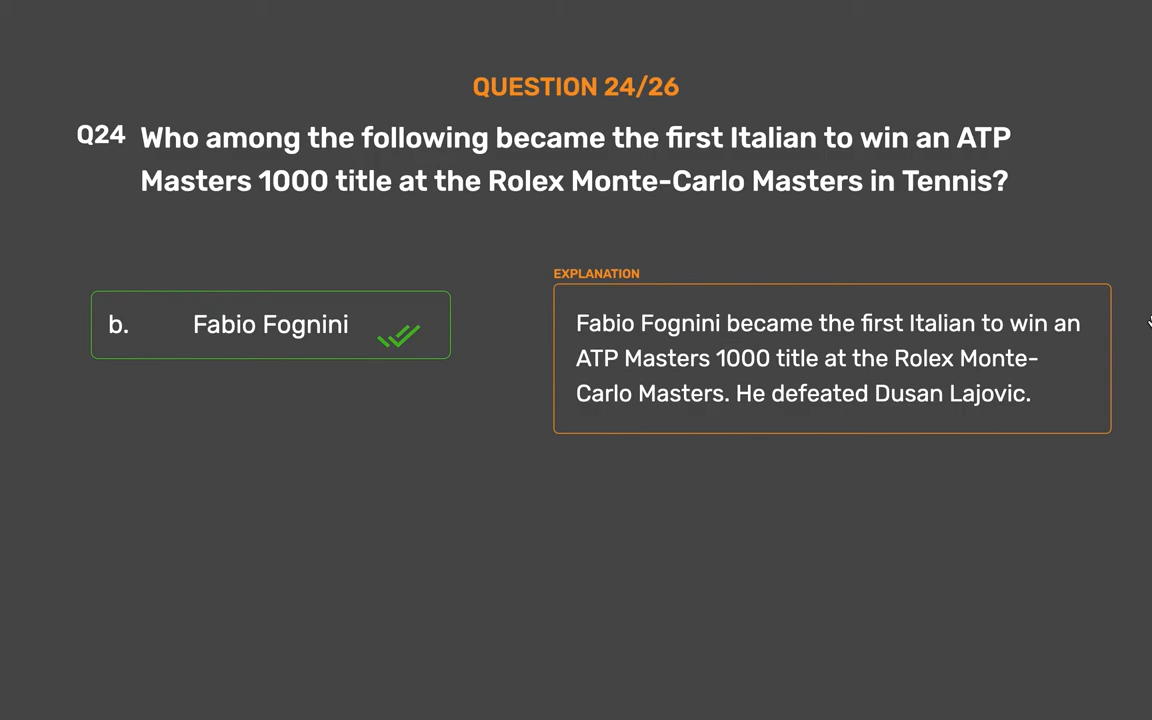 QUESTION 24/26
Q24 Who among the following became the first Italian to win an ATP
Masters 1000 title at the Rolex Monte-Carlo Masters in Tennis?
b. Fabio Fognini
EXPLANATION
Fabio Fognini became the first Italian to win an
ATP Masters 1000 title at the Rolex Monte-
Carlo Masters. He defeated Dusan Lajovic.